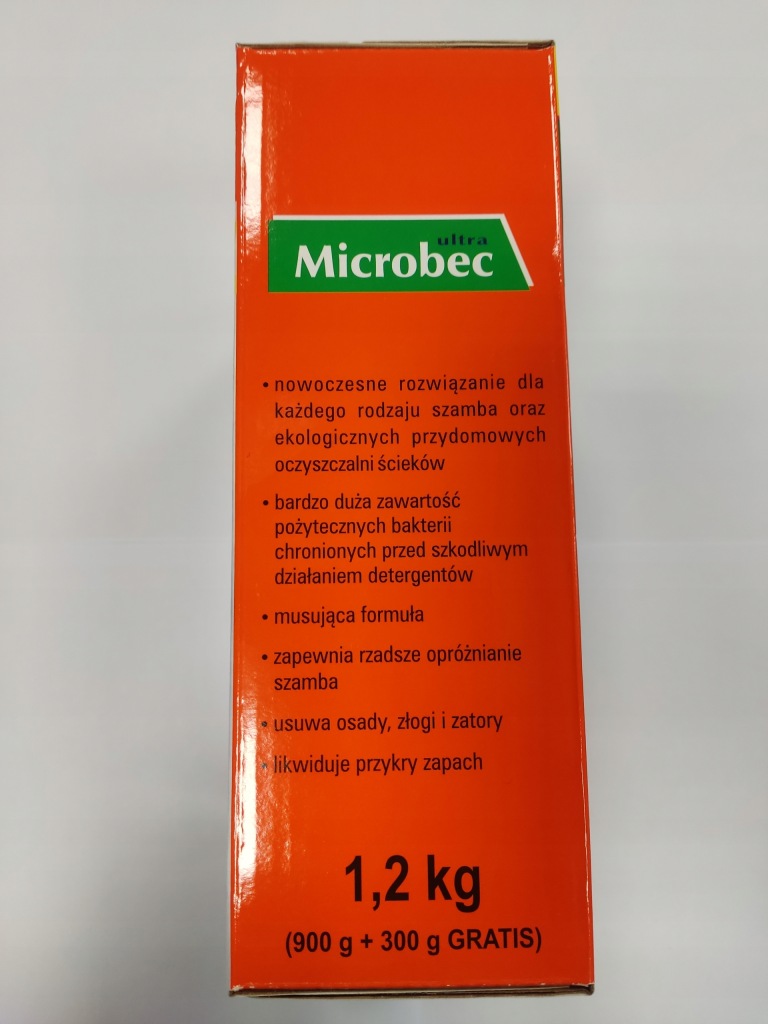 ultra
Microbec
• nowoczesne rozwiązanie dla
każdego rodzaju szamba oraz
ekologicznych przydomowych
oczyszczalni ścieków
• bardzo duża zawartość
pożytecznych bakterii
chronionych przed szkodliwym
działaniem detergentów
• musująca formuła
• zapewnia rzadsze opróżnianie
szamba
• usuwa osady, złogi i zatory
• likwiduje przykry zapach
1,2 kg
(900 g + 300 g GRATIS)